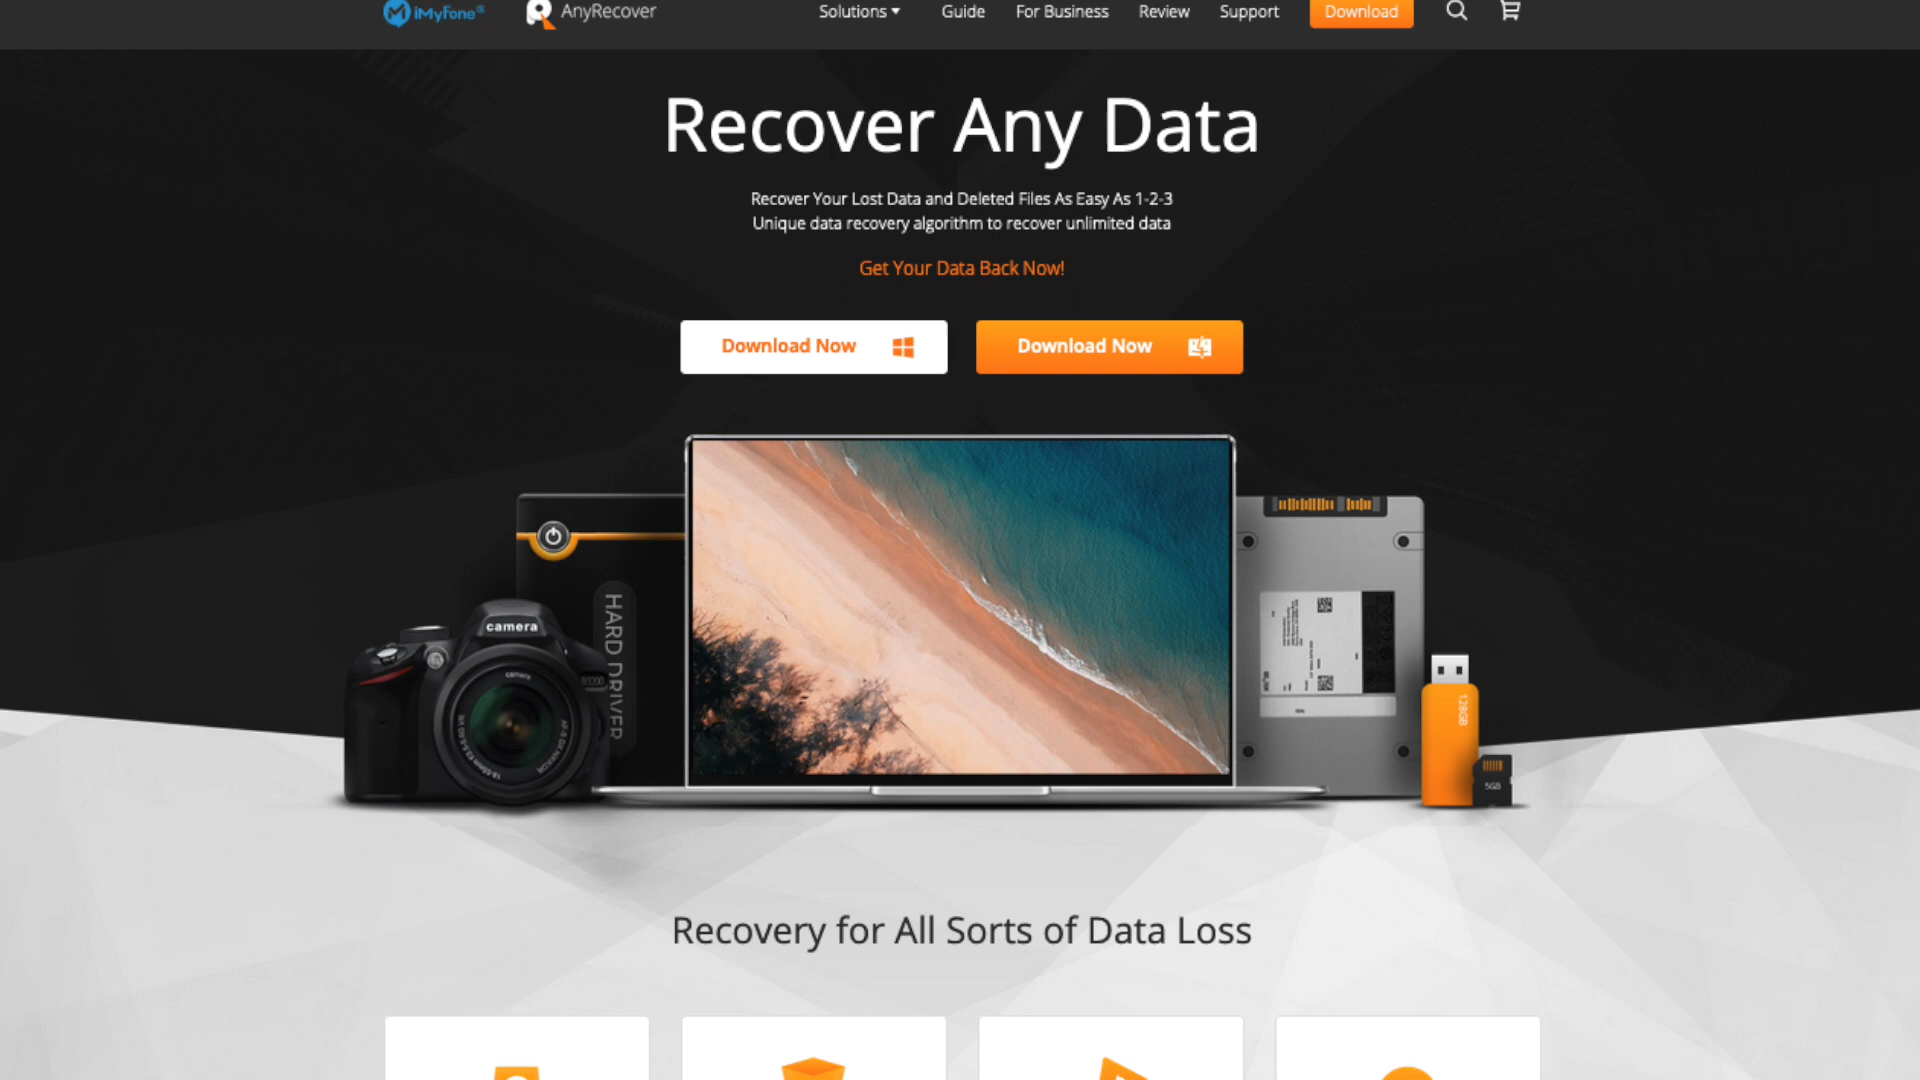 iMyFone®
AnyRecover
Solutions
Guide
For Business
Review
Support
Download
Recover Any Data
Recover Your Lost Data and Deleted Files As Easy As 1-2-3
Unique data recovery algorithm to recover unlimited data
Get Your Data Back Now!
Download Now
Download Now
HARD DRIVER
camera
camera
128GB
5GB
Recovery for All Sorts of Data Loss